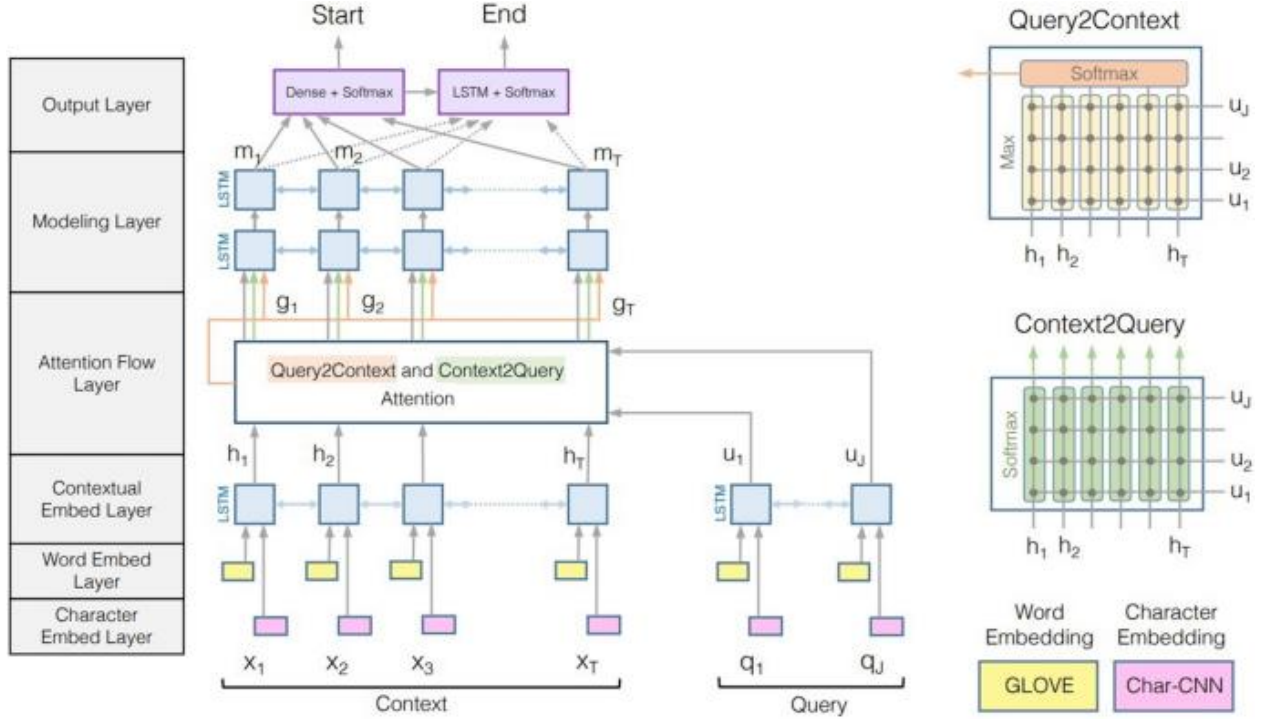 Start End
Output Layer
Dense + Softmax
LSTM + Softmax
m1 m2 mT
Modeling Layer
LSTM
LSTM
g1 g2 gT
Attention Flow
Layer
Query2Context and Context2Query
Attention
h1 h2 hT
u1 uJ
Contextual
Embed Layer
LSTM
LSTM
Word Embed
Layer
Character
Embed Layer
x1 x2 x3 xT
q1 qJ
Context
Query
Query2Context
Softmax
Max
uJ
u2
u1
h1 h2 hT
Context2Query
Softmax
uJ
u2
u1
h1 h2 hT
Word
Embedding
Character
Embedding
GLOVE
Char-CNN